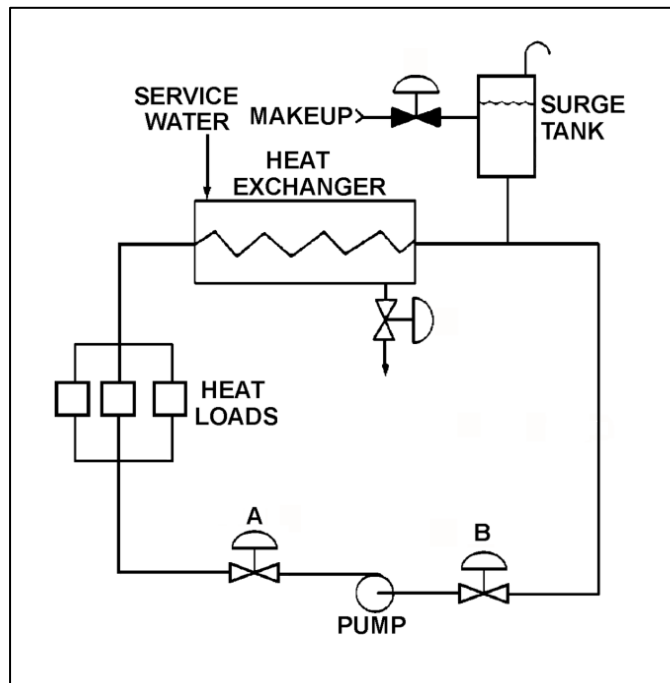 SERVICE
WATER
MAKEUP
SURGE
TANK
HEAT
EXCHANGER
HEAT
LOADS
A
B
PUMP